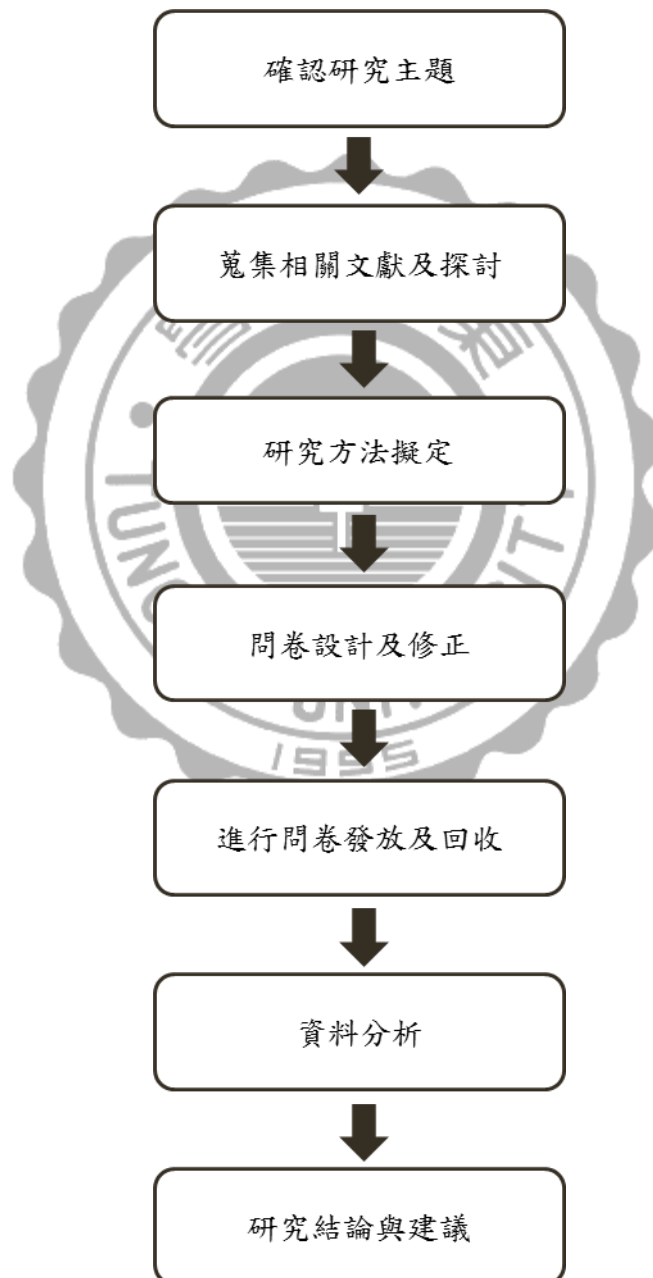 確認研究主題
蒐集相關文獻及探討
研究方法擬定
問卷設計及修正
1955
進行問卷發放及回收
資料分析
研究結論與建議